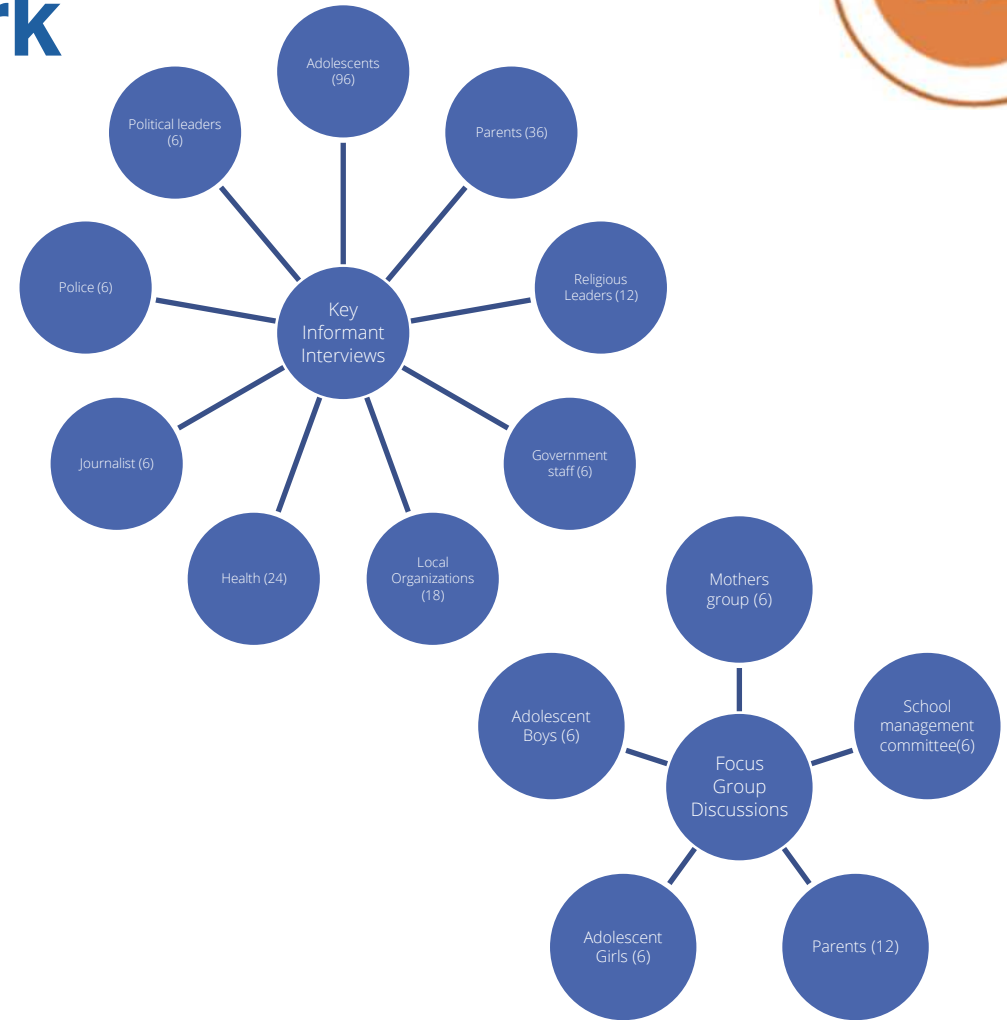 rk
Adolescents
(96)
Political leaders
(6)
Parents (36)
Police (6)
Religious
Leaders (12)
Key
Informant
Interviews
Journalist (6)
Government
staff (6)
Health (24)
Local
Organizations
(18)
Mothers
group (6)
Adolescent
Boys (6)
School
management
committee(6)
Focus
Group
Discussions
Adolescent
Girls (6)
Parents (12)